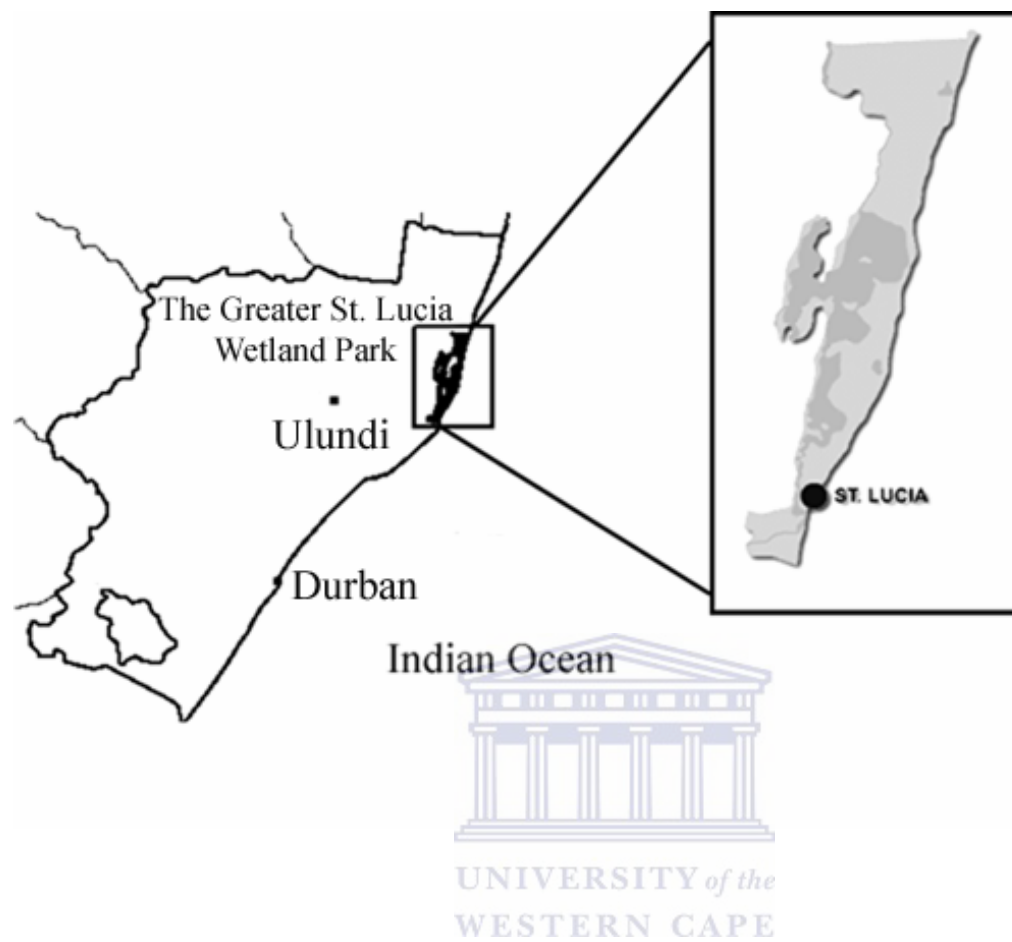 The Greater St. Lucia
Wetland Park
Ulundi
ST. LUCIA
Durban
Indian Ocean
UNIVERSITY of the
WESTERN CAPE